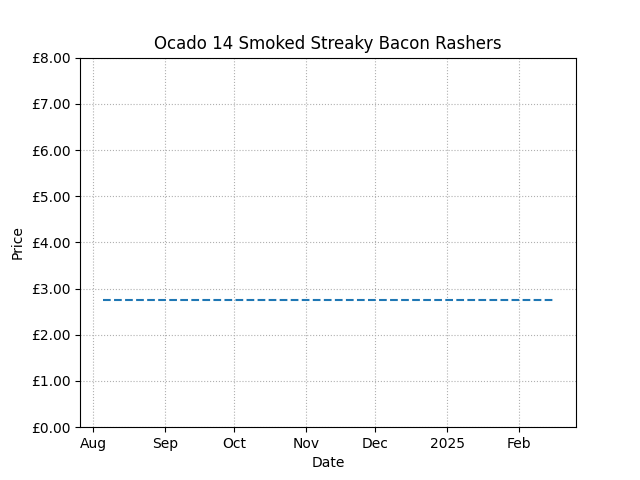 Ocado 14 Smoked Streaky Bacon Rashers
£8.00
£7.00
£6.00
£5.00
£4.00
£3.00
£2.00
£1.00
£0.00
Price
Aug Sep Oct Nov Dec 2025 Feb
Date